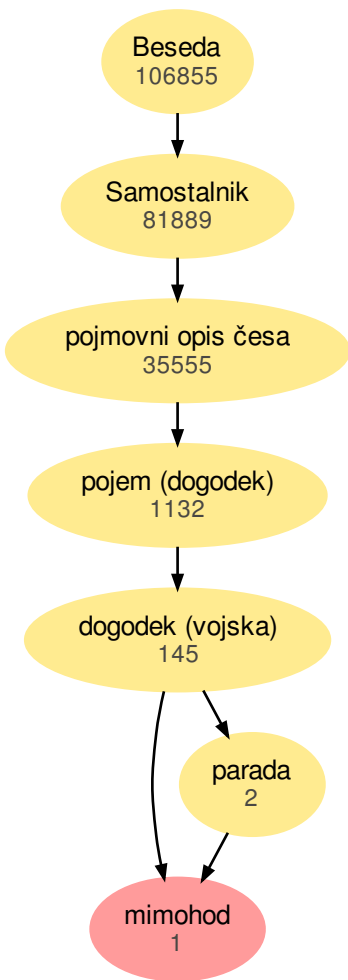 Beseda
106855
Samostalnik
81889
pojmovni opis česa
35555
pojem (dogodek)
1132
dogodek (vojska)
145
parada
2
mimohod
1